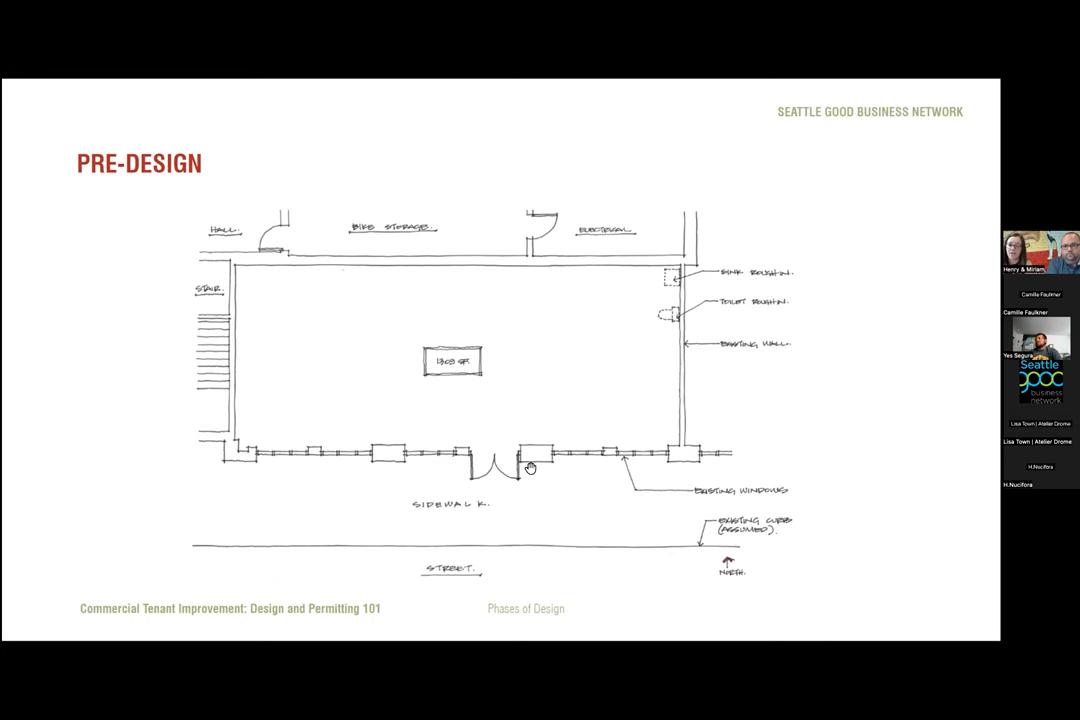 SEATTLE GOOD BUSINESS NETWORK
PRE-DESIGN
HALL.
BIKE STORAGE.
ELECTRICAL
STAIR.
SINK ROUGH IN.
TOILET ROUGH IN.
EXISTING WALL.
SIDEWALK.
EXISTING WINDOWS
EXISTING CURB
(ASSUMED).
STREET.
NORTH.
Commercial Tenant Improvement: Design and Permitting 101
Phases of Design
Henry & Miriam
Camille Faulkner
Camille Faulkner
Yes Segura
Seattle
good
business
network
Lisa Town | Atelier Drome
Lisa Town | Atelier Drome
H.Nucifora
H.Nucifora